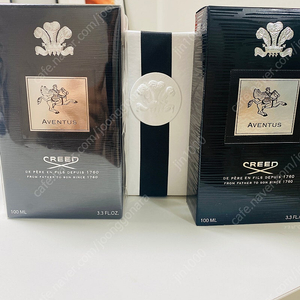 AVENTUS
CREED
DE PÈRE EN FILS DEPUIS 1760
FROM FATHER TO SON SINCE 1760
100 ML
3.3 FL.OZ.
AVENTUS
CREED
DE PÈRE EN FILS DEPUIS 1760
FROM FATHER TO SON SINCE 1760
100 ML
3.3 FL.OZ